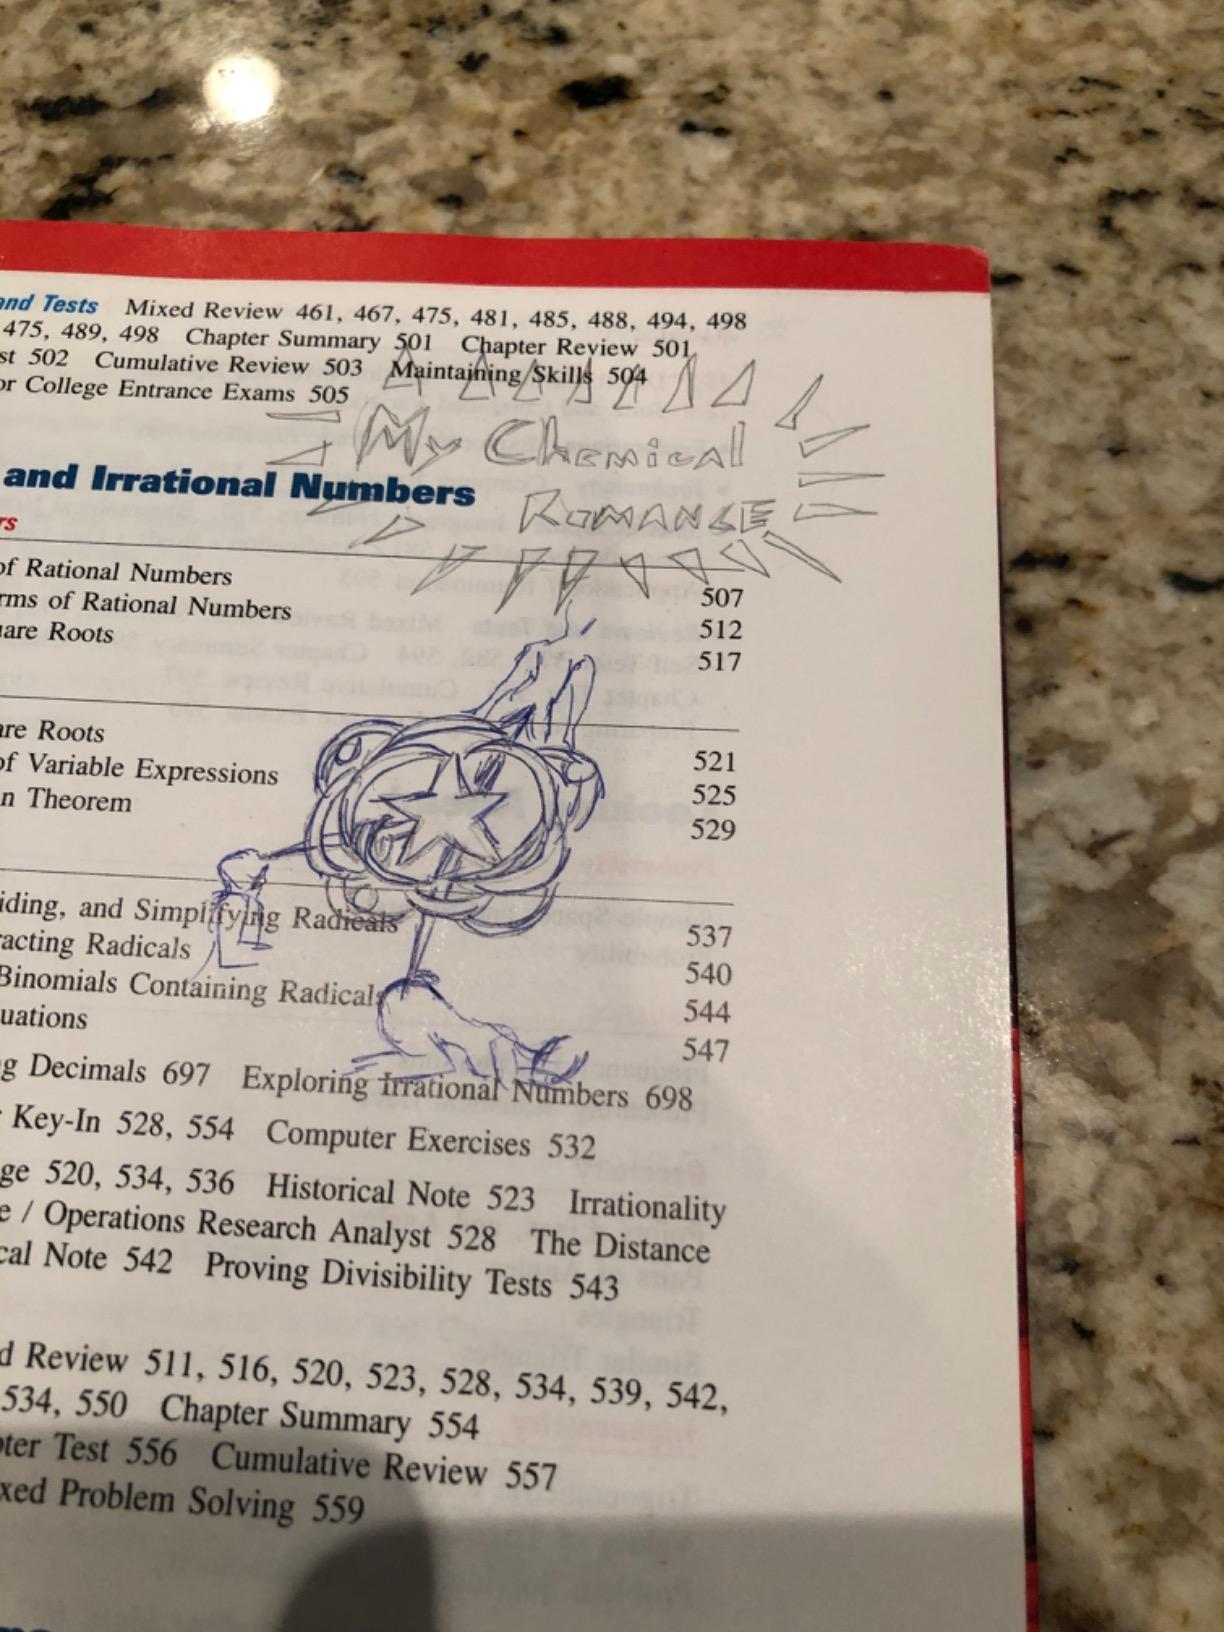 and Tests Mixed Review 461, 467, 475, 481, 485, 488, 494, 498
475, 489, 498 Chapter Summary 501 Chapter Review 501
st 502 Cumulative Review 503 Maintaining Skills 504
or College Entrance Exams 505
My Chemical
Romance
and Irrational Numbers
rs
of Rational Numbers 507
rms of Rational Numbers 512
uare Roots 517
are Roots 521
of Variable Expressions 525
n Theorem 529
iding, and Simplifying Radicals 537
racting Radicals 540
Binomials Containing Radicals 544
uations 547
g Decimals 697 Exploring Irrational Numbers 698
r Key-In 528, 554 Computer Exercises 532
ge 520, 534, 536 Historical Note 523 Irrationality
e / Operations Research Analyst 528 The Distance
cal Note 542 Proving Divisibility Tests 543
d Review 511, 516, 520, 523, 528, 534, 539, 542,
534, 550 Chapter Summary 554
pter Test 556 Cumulative Review 557
xed Problem Solving 559